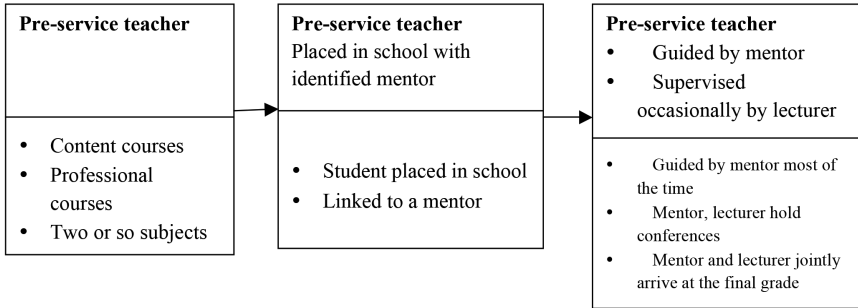 Pre-service teacher
• Content courses
• Professional
courses
• Two or so subjects
Pre-service teacher
Placed in school with
identified mentor
• Student placed in school
• Linked to a mentor
Pre-service teacher
• Guided by mentor
• Supervised
occasionally by lecturer
• Guided by mentor most of
the time
• Mentor, lecturer hold
conferences
• Mentor and lecturer jointly
arrive at the final grade